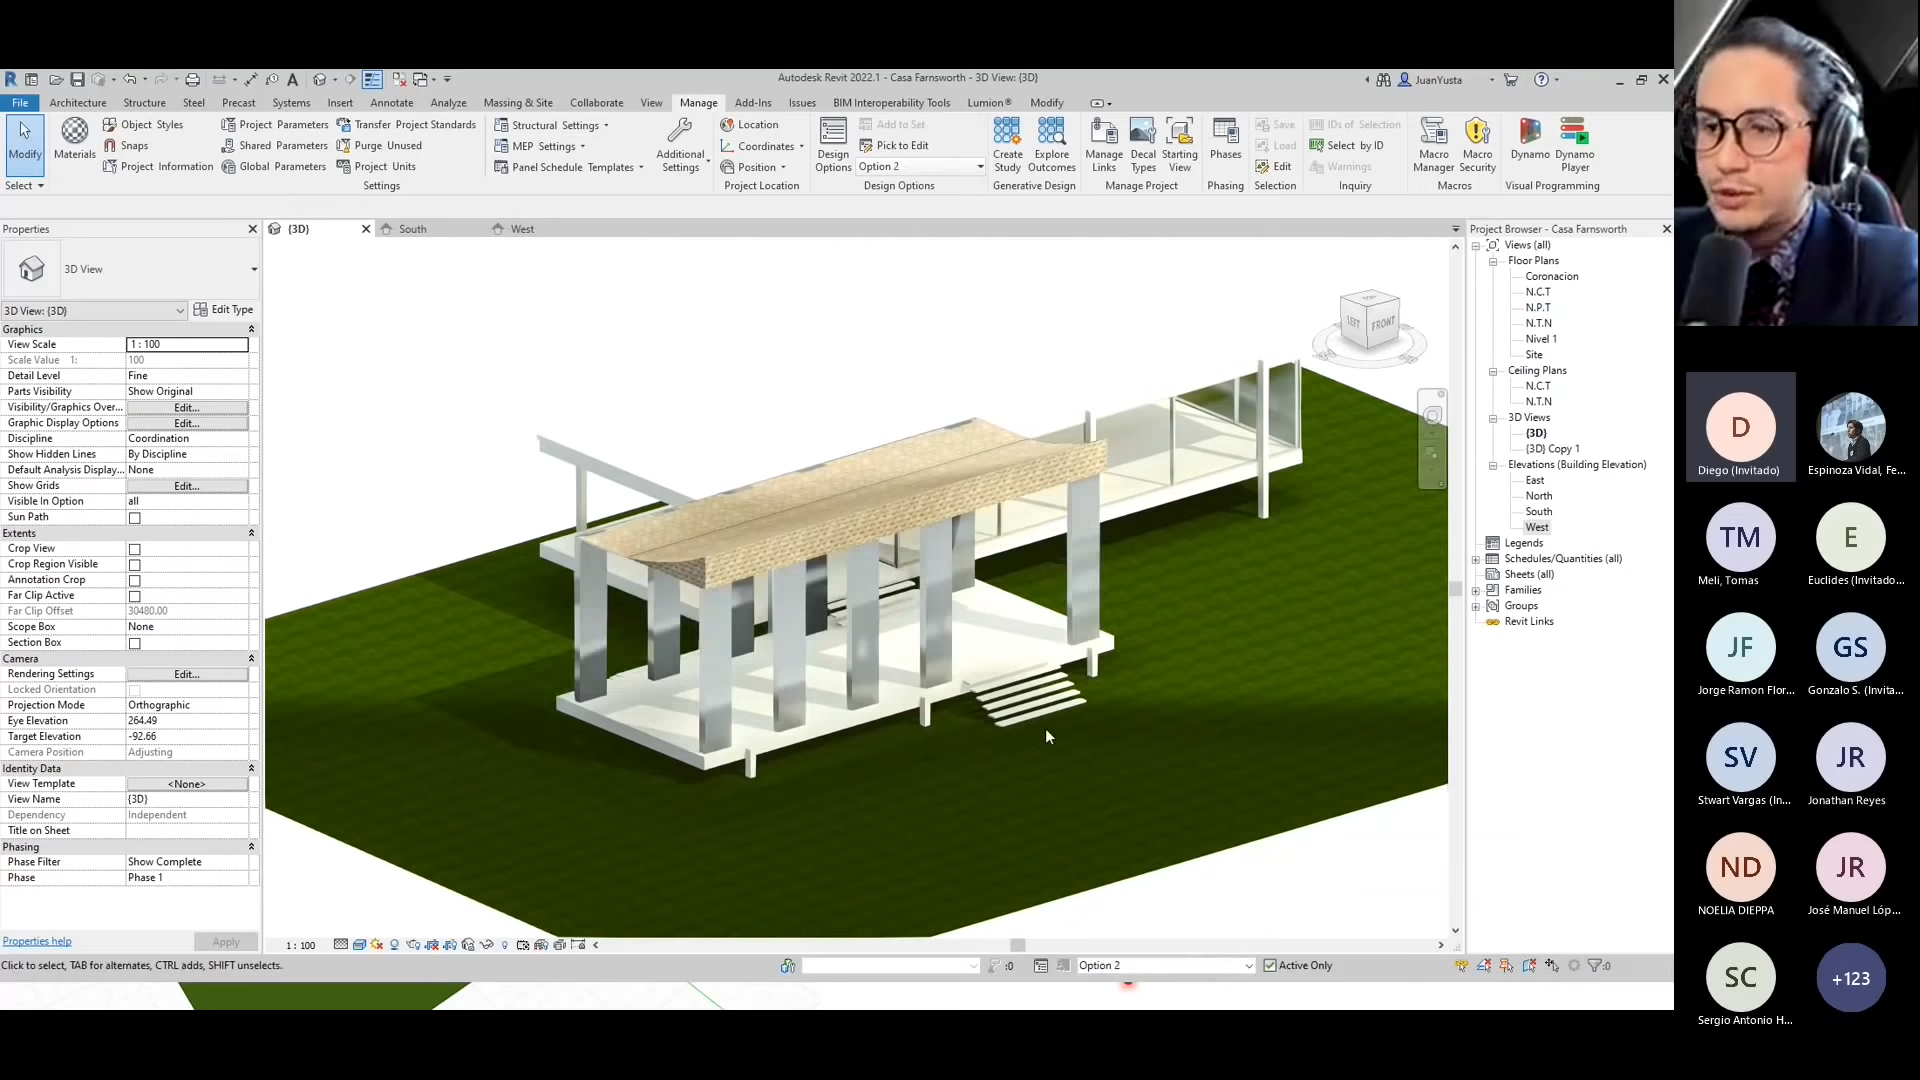 Autodesk Revit 2022.1 - Casa Farnsworth - 3D View: {3D}
JuanYusta
File Architecture Structure Steel Precast Systems Insert Annotate Analyze Massing & Site Collaborate View Manage Add-Ins Issues BIM Interoperability Tools Lumion® Modify
Modify
Select
Materials
Object Styles
Snaps
Project Information
Project Parameters
Shared Parameters
Global Parameters
Transfer Project Standards
Purge Unused
Project Units
Settings
Structural Settings
MEP Settings
Panel Schedule Templates
Additional Settings
Location
Coordinates
Position
Project Location
Design Options
Add to Set
Pick to Edit
Option 2
Design Options
Create Study
Explore Outcomes
Generative Design
Manage Links
Decal Types
Starting View
Manage Project
Phases
Phasing
Save
Load
Edit
Selection
IDs of Selection
Select by ID
Warnings
Inquiry
Macro Manager
Macro Security
Macros
Dynamo
Dynamo Player
Visual Programming
Properties
3D View
3D View: {3D}
Edit Type
Graphics
View Scale 1 : 100
Scale Value 1: 100
Detail Level Fine
Parts Visibility Show Original
Visibility/Graphics Over... Edit...
Graphic Display Options Edit...
Discipline Coordination
Show Hidden Lines By Discipline
Default Analysis Display... None
Show Grids Edit...
Visible In Option all
Sun Path
Extents
Crop View
Crop Region Visible
Annotation Crop
Far Clip Active
Far Clip Offset 30480.00
Scope Box None
Section Box
Camera
Rendering Settings Edit...
Locked Orientation
Projection Mode Orthographic
Eye Elevation 264.49
Target Elevation -92.66
Camera Position Adjusting
Identity Data
View Template <None>
View Name {3D}
Dependency Independent
Title on Sheet
Phasing
Phase Filter Show Complete
Phase Phase 1
Properties help
Apply
{3D}
South
West
LEFT
FRONT
1 : 100
Project Browser - Casa Farnsworth
Views (all)
Floor Plans
Coronacion
N.C.T
N.P.T
N.T.N
Nivel 1
Site
Ceiling Plans
N.C.T
N.T.N
3D Views
{3D}
{3D} Copy 1
Elevations (Building Elevation)
East
North
South
West
Legends
Schedules/Quantities (all)
Sheets (all)
Families
Groups
Revit Links
Click to select, TAB for alternates, CTRL adds, SHIFT unselects.
:0
Option 2
Active Only
:0
D
Diego (Invitado)
Espinoza Vidal, Fe...
TM
Meli, Tomas
E
Euclides (Invitado...
JF
Jorge Ramon Flor...
GS
Gonzalo S. (Invita...
SV
Stwart Vargas (In...
JR
Jonathan Reyes
ND
NOELIA DIEPPA
JR
José Manuel Lóp...
SC
Sergio Antonio H...
+123